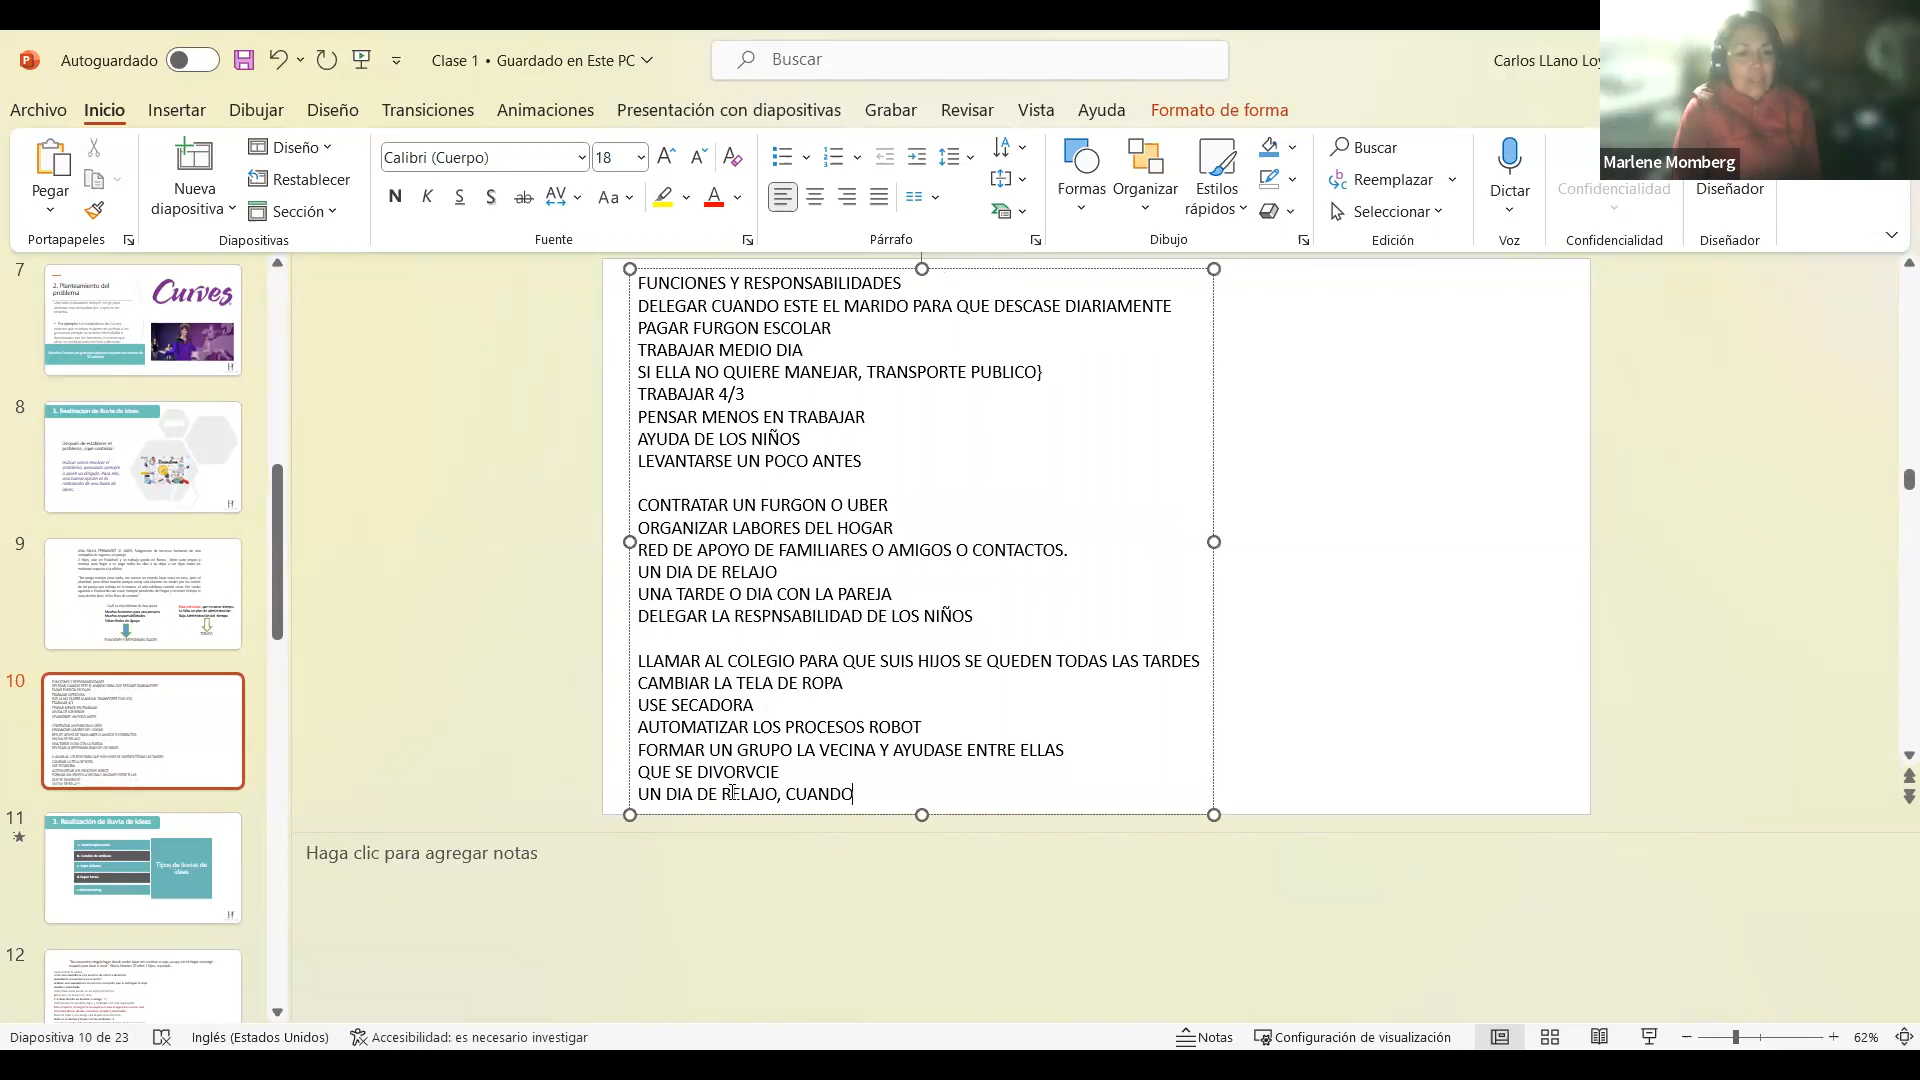 Autoguardado
Clase 1 • Guardado en Este PC
Buscar
Carlos LLano Loy
Archivo
Inicio
Insertar
Dibujar
Diseño
Transiciones
Animaciones
Presentación con diapositivas
Grabar
Revisar
Vista
Ayuda
Formato de forma
Marlene Momberg
Pegar
Portapapeles
Nueva
diapositiva
Diseño
Restablecer
Sección
Diapositivas
Calibri (Cuerpo)
18
N K S S ab AV Aa A
Fuente
Párrafo
Formas
Organizar
Estilos
rápidos
Dibujo
Buscar
Reemplazar
Seleccionar
Edición
Dictar
Voz
Confidencialidad
Confidencialidad
Diseñador
Diseñador
7
2. Planteamiento del
problema
Curves
8
3. Realización de lluvia de ideas
9
10
11
3. Realización de lluvia de ideas
Tipos de lluvias de
ideas
12
FUNCIONES Y RESPONSABILIDADES
DELEGAR CUANDO ESTE EL MARIDO PARA QUE DESCASE DIARIAMENTE
PAGAR FURGON ESCOLAR
TRABAJAR MEDIO DIA
SI ELLA NO QUIERE MANEJAR, TRANSPORTE PUBLICO}
TRABAJAR 4/3
PENSAR MENOS EN TRABAJAR
AYUDA DE LOS NIÑOS
LEVANTARSE UN POCO ANTES
CONTRATAR UN FURGON O UBER
ORGANIZAR LABORES DEL HOGAR
RED DE APOYO DE FAMILIARES O AMIGOS O CONTACTOS.
UN DIA DE RELAJO
UNA TARDE O DIA CON LA PAREJA
DELEGAR LA RESPNSABILIDAD DE LOS NIÑOS
LLAMAR AL COLEGIO PARA QUE SUIS HIJOS SE QUEDEN TODAS LAS TARDES
CAMBIAR LA TELA DE ROPA
USE SECADORA
AUTOMATIZAR LOS PROCESOS ROBOT
FORMAR UN GRUPO LA VECINA Y AYUDASE ENTRE ELLAS
QUE SE DIVORVCIE
UN DIA DE RELAJO, CUANDO
Haga clic para agregar notas
Diapositiva 10 de 23
Inglés (Estados Unidos)
Accesibilidad: es necesario investigar
Notas
Configuración de visualización
62%